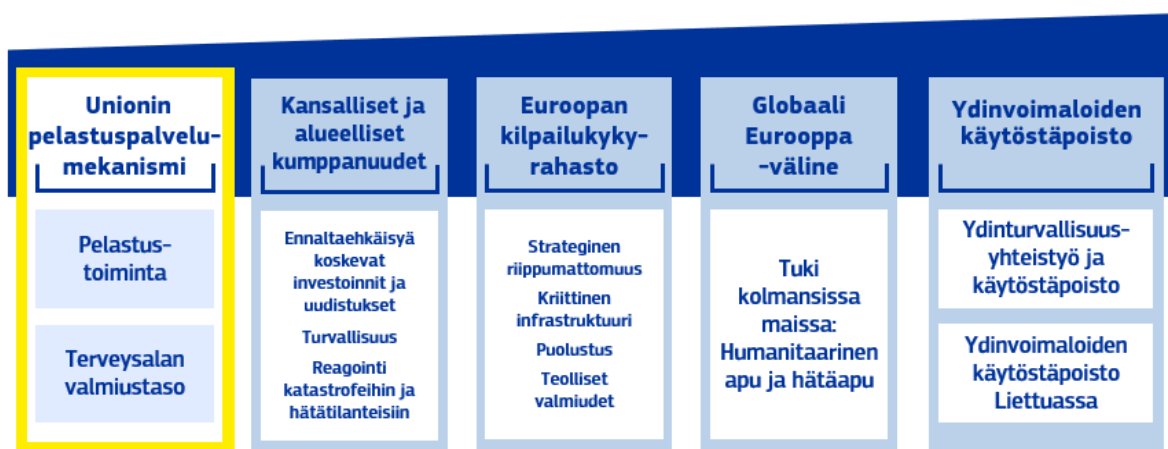 Unionin
pelastuspalvelu-
mekanismi
Pelastus-
toiminta
Terveysalan
valmiustaso
Kansalliset ja
alueelliset
kumppanuudet
Ennaltaehkäisyä
koskevat
investoinnit ja
uudistukset
Turvallisuus
Reagointi
katastrofeihin ja
hätätilanteisiin
Euroopan
kilpailukyky-
rahasto
Strateginen
riippumattomuus
Kriittinen
infrastruktuuri
Puolustus
Teolliset
valmiudet
Globaali
Eurooppa
-väline
Tuki
kolmansissa
maissa:
Humanitaarinen
apu ja hätäapu
Ydinvoimaloiden
käytöstäpoisto
Ydinturvallisuus-
yhteistyö ja
käytöstäpoisto
Ydinvoimaloiden
käytöstäpoisto
Liettuassa